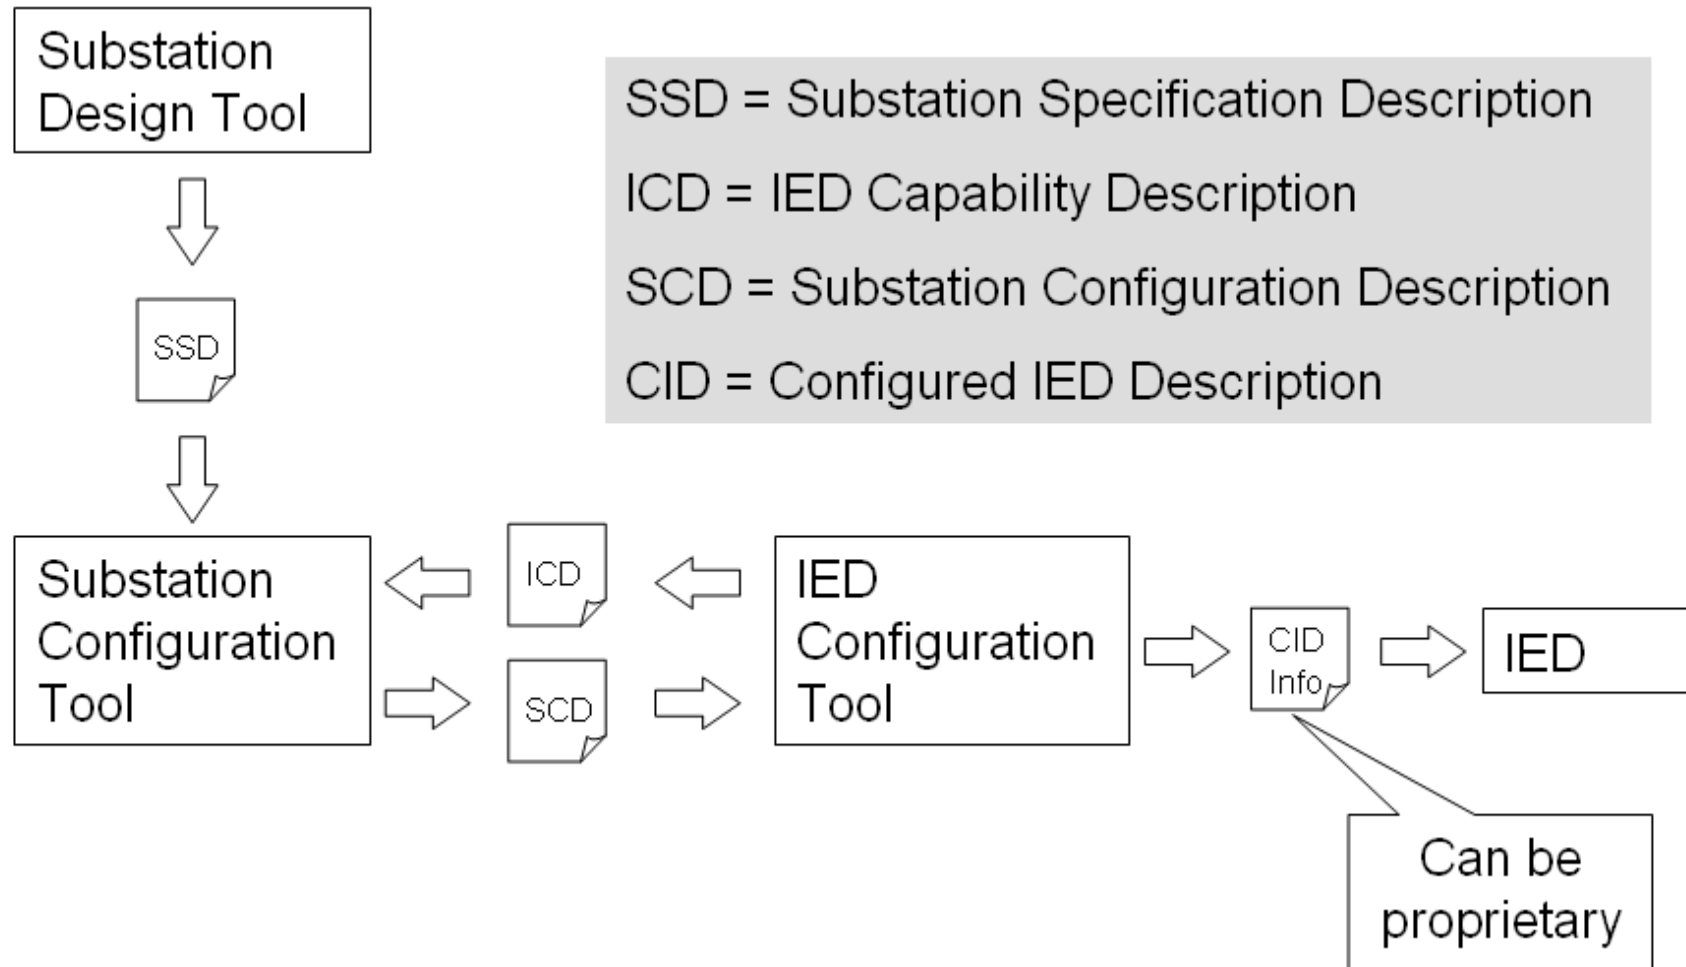 Substation
Design Tool
SSD = Substation Specification Description
ICD = IED Capability Description
SCD = Substation Configuration Description
CID = Configured IED Description
SSD
Substation
Configuration
Tool
ICD
SCD
IED
Configuration
Tool
CID
Info
IED
Can be
proprietary